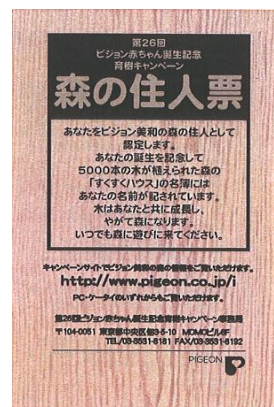 第26回
ピジョン赤ちゃん誕生記念
育樹キャンペーン
森の住人票
あなたをピジョン美和の森の住人として
認定します。
あなたの誕生を記念して
5000本の木が植えられた森の
「すくすくハウス」の名簿には
あなたの名前が記されています。
木はあなたと共に成長し、
やがて森になります。
いつでも森に遊びに来てください。
キャンペーンサイトでピジョン美和の森の情報をご覧いただけます。
http://www.pigeon.co.jp/i
PC・ケータイのいずれからもご覧いただけます。
第26回ピジョン赤ちゃん誕生記念育樹キャンペーン事務局
〒104-0051 東京都中央区佃3-5-10 MOMOビル6F
TEL/03-3531-8181 FAX/03-3531-8192
PIGEON